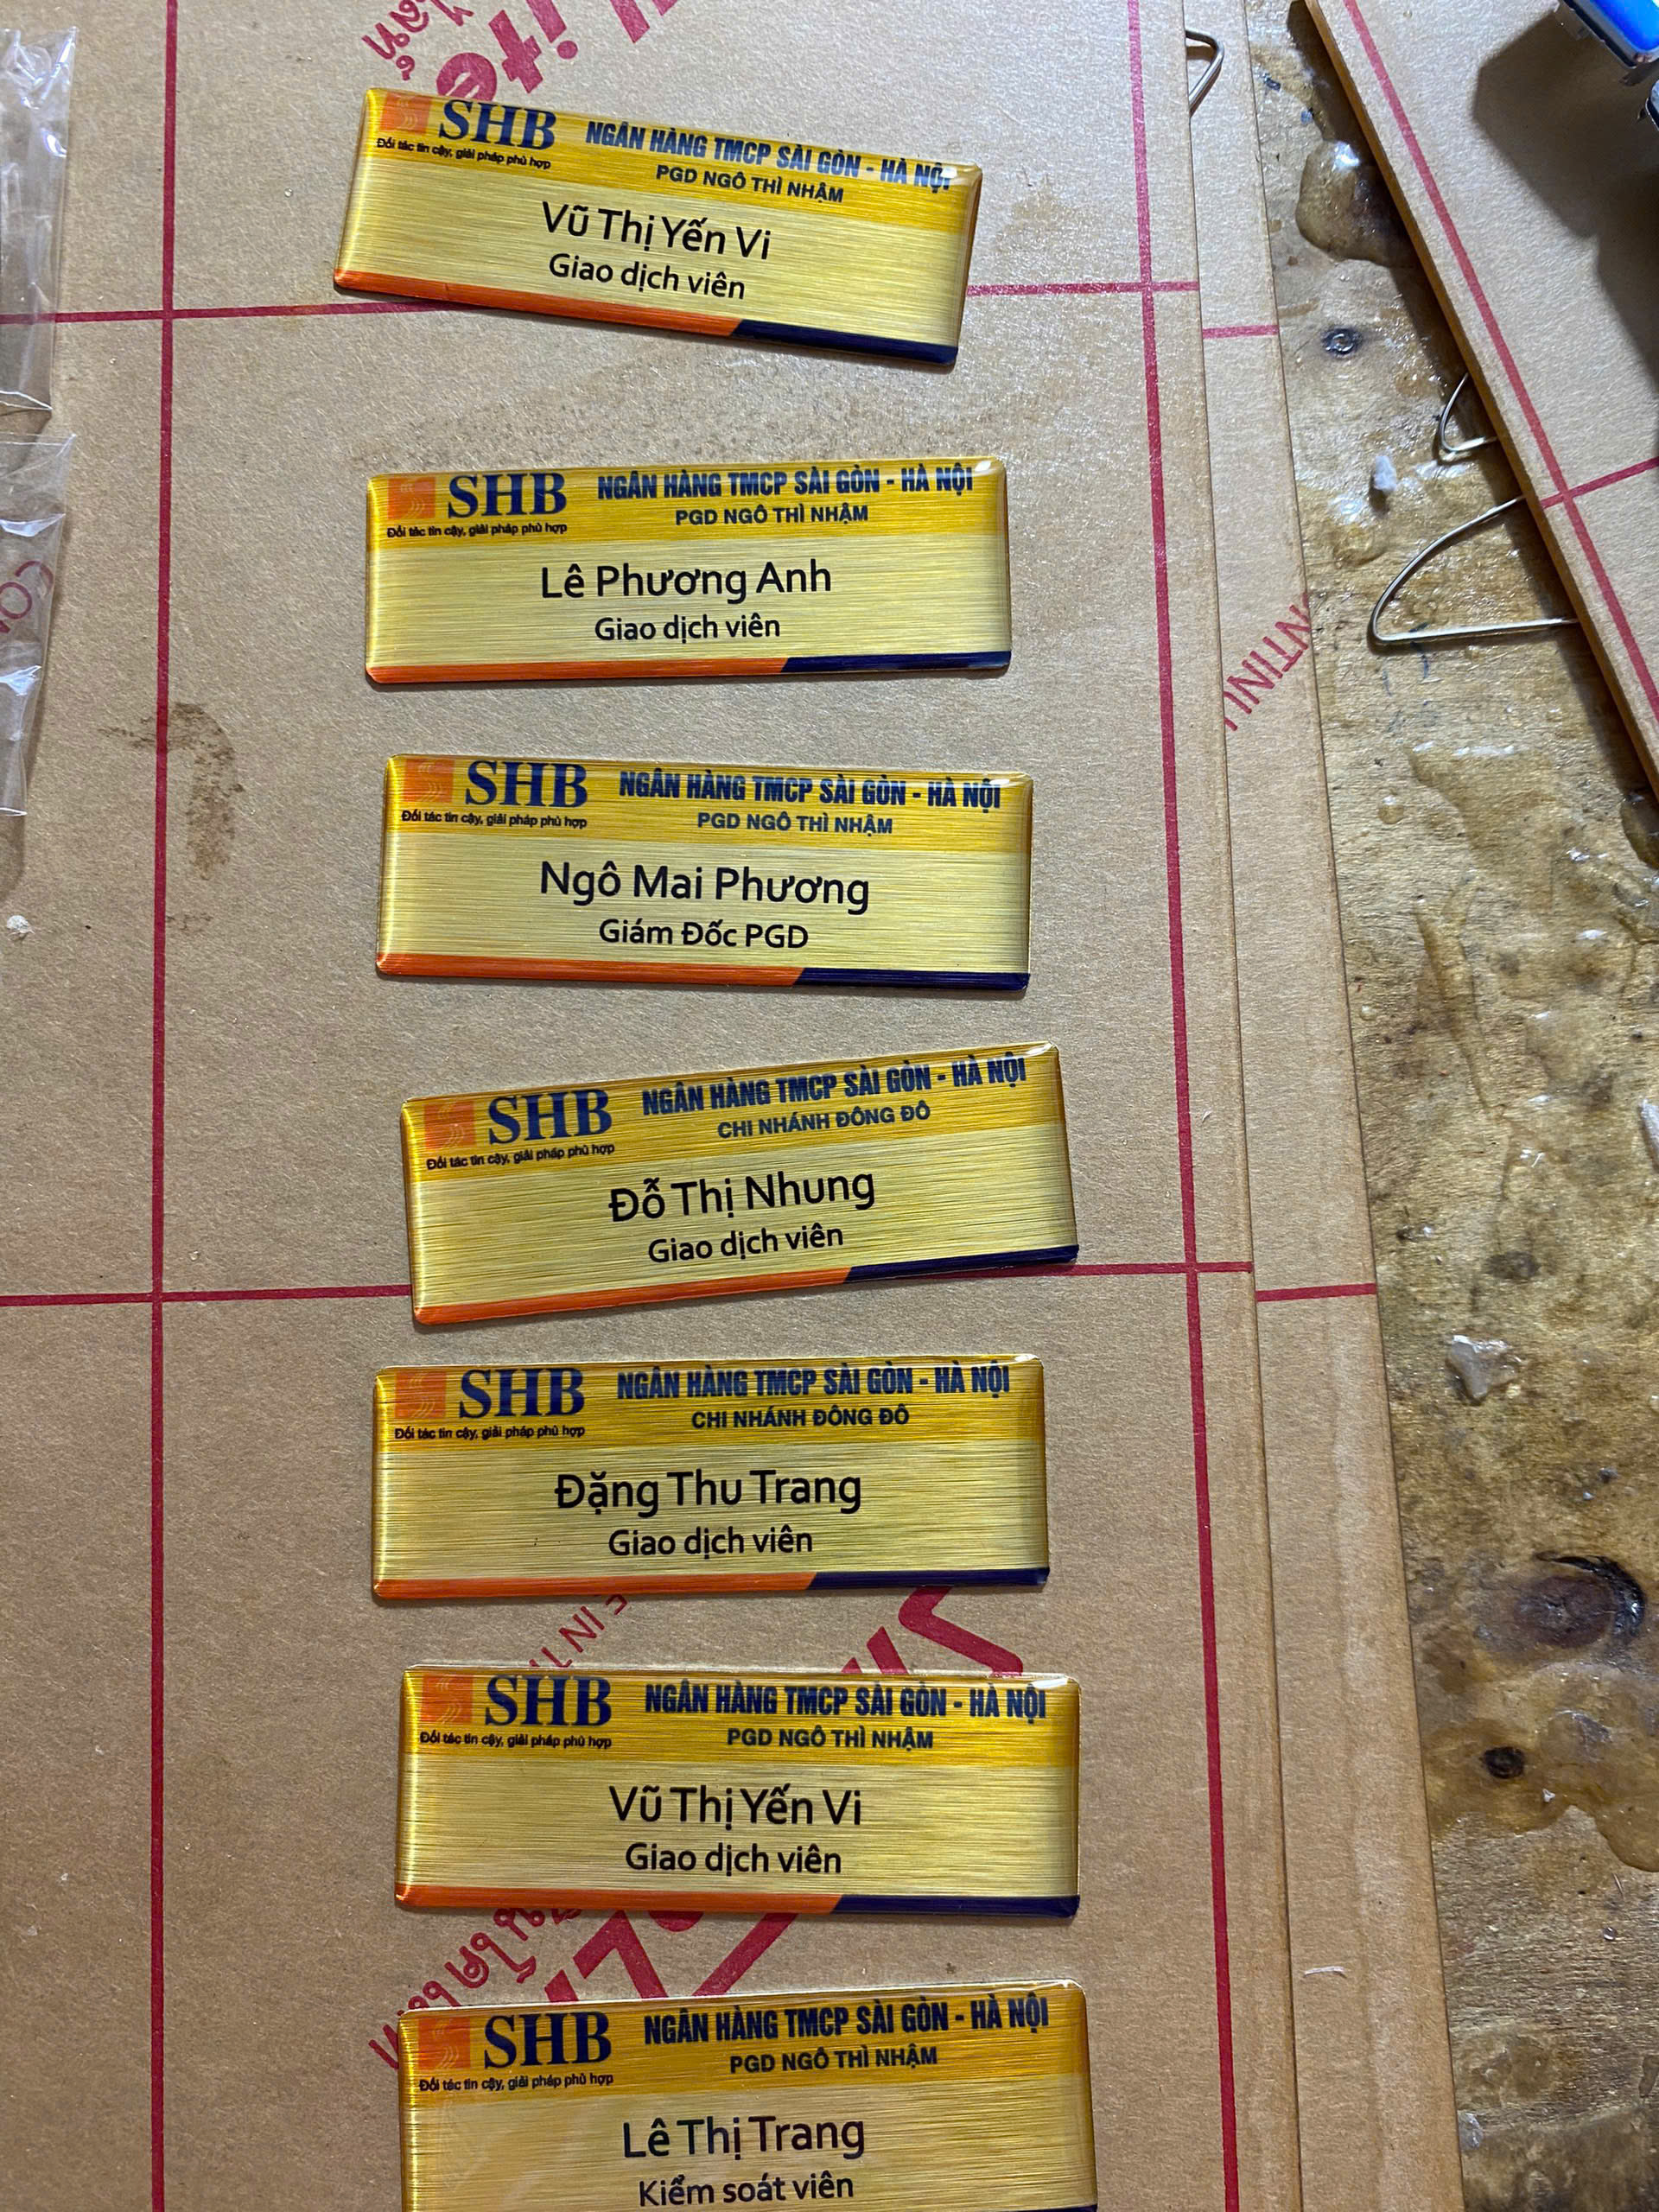 SHB
Đối tác tin cậy, giải pháp phù hợp
NGÂN HÀNG TMCP SÀI GÒN - HÀ NỘI
PGD NGÔ THÌ NHẬM
Vũ Thị Yến Vi
Giao dịch viên
SHB
Đối tác tin cậy, giải pháp phù hợp
NGÂN HÀNG TMCP SÀI GÒN - HÀ NỘI
PGD NGÔ THÌ NHẬM
Lê Phương Anh
Giao dịch viên
SHB
Đối tác tin cậy, giải pháp phù hợp
NGÂN HÀNG TMCP SÀI GÒN - HÀ NỘI
PGD NGÔ THÌ NHẬM
Ngô Mai Phương
Giám Đốc PGD
SHB
Đối tác tin cậy, giải pháp phù hợp
NGÂN HÀNG TMCP SÀI GÒN - HÀ NỘI
CHI NHÁNH ĐÔNG ĐÔ
Đỗ Thị Nhung
Giao dịch viên
SHB
Đối tác tin cậy, giải pháp phù hợp
NGÂN HÀNG TMCP SÀI GÒN - HÀ NỘI
CHI NHÁNH ĐÔNG ĐÔ
Đặng Thu Trang
Giao dịch viên
SHB
Đối tác tin cậy, giải pháp phù hợp
NGÂN HÀNG TMCP SÀI GÒN - HÀ NỘI
PGD NGÔ THÌ NHẬM
Vũ Thị Yến Vi
Giao dịch viên
SHB
Đối tác tin cậy, giải pháp phù hợp
NGÂN HÀNG TMCP SÀI GÒN - HÀ NỘI
PGD NGÔ THÌ NHẬM
Lê Thị Trang
Kiểm soát viên